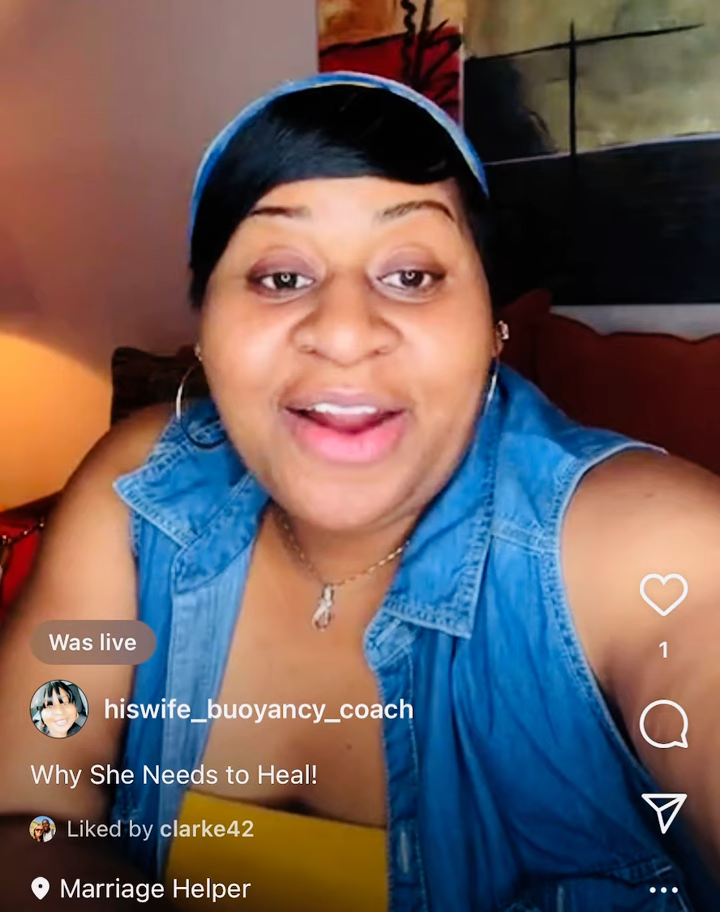 Was live
hiswife_buoyancy_coach
Why She Needs to Heal!
Liked by clarke42
Marriage Helper
1